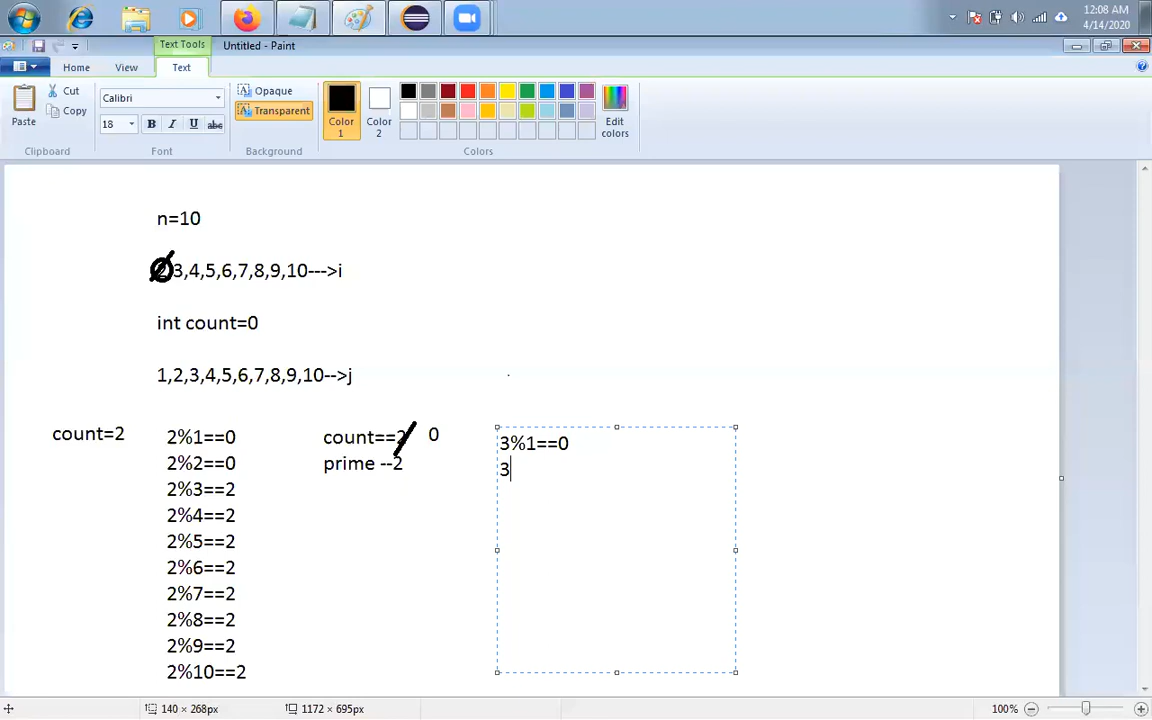 12:08 AM
4/14/2020
Text Tools
Untitled - Paint
Home
View
Text
Paste
Cut
Copy
Clipboard
Calibri
18
B
I
U
abc
Font
Opaque
Transparent
Background
Color 1
Color 2
Edit colors
Colors
n=10
3,4,5,6,7,8,9,10--->i
int count=0
1,2,3,4,5,6,7,8,9,10-->j
count=2
2%1==0
2%2==0
2%3==2
2%4==2
2%5==2
2%6==2
2%7==2
2%8==2
2%9==2
2%10==2
count==2
0
prime --2
3%1==0
3
140 × 268px
1172 × 695px
100%